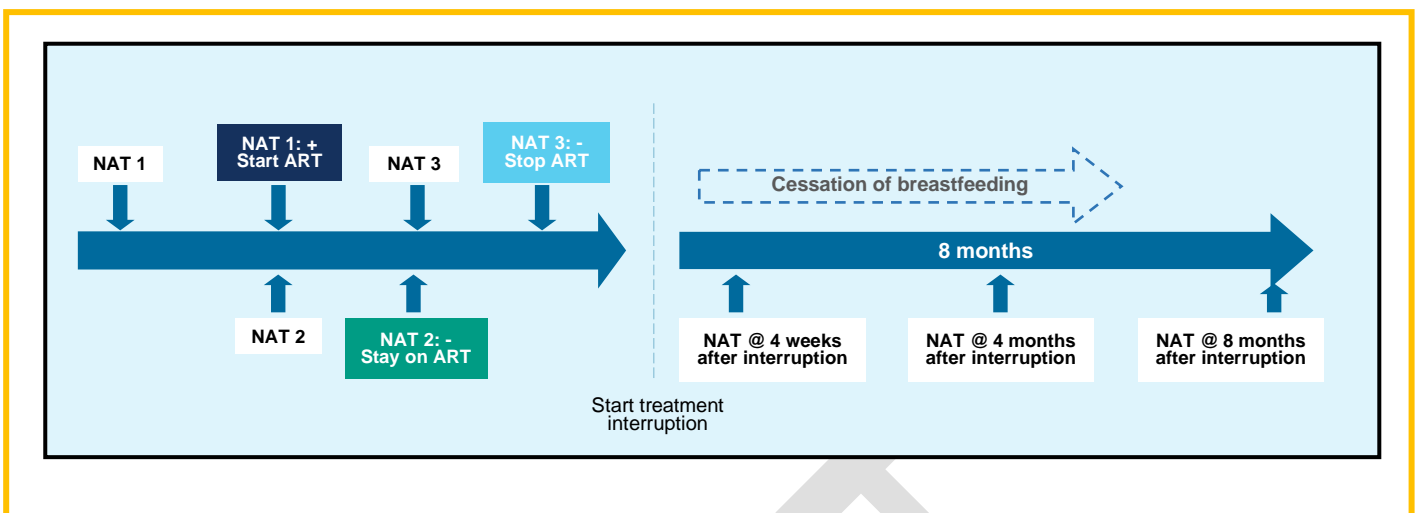 NAT 1
NAT 1: +
Start ART
NAT 3
NAT 3: -
Stop ART
NAT 2
NAT 2: -
Stay on ART
Start treatment
interruption
Cessation of breastfeeding
8 months
NAT @ 4 weeks
after interruption
NAT @ 4 months
after interruption
NAT @ 8 months
after interruption